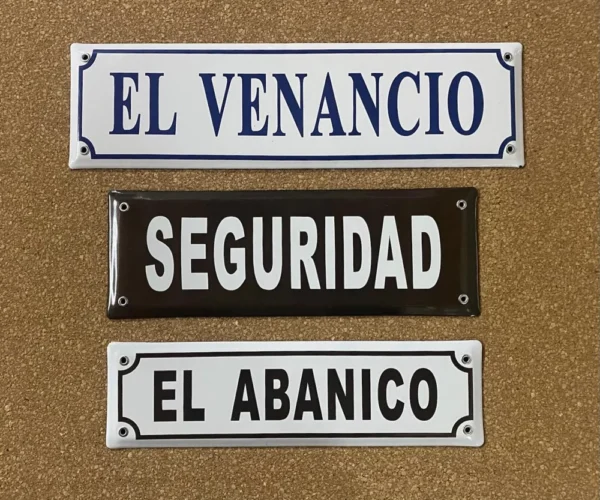 EL VENANCIO
SEGURIDAD
EL ABANICO